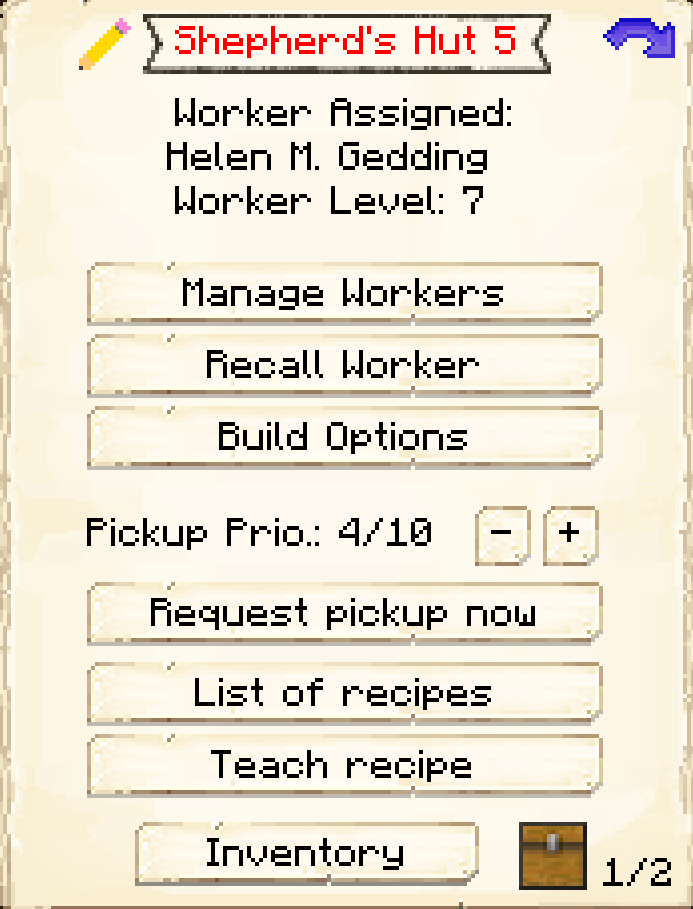 Shepherd's Hut 5
Worker Assigned:
Helen M. Gedding
Worker Level: 7
Manage Workers
Recall Worker
Build Options
Pickup Prio.: 4/10 - +
Request pickup now
List of recipes
Teach recipe
Inventory 1/2